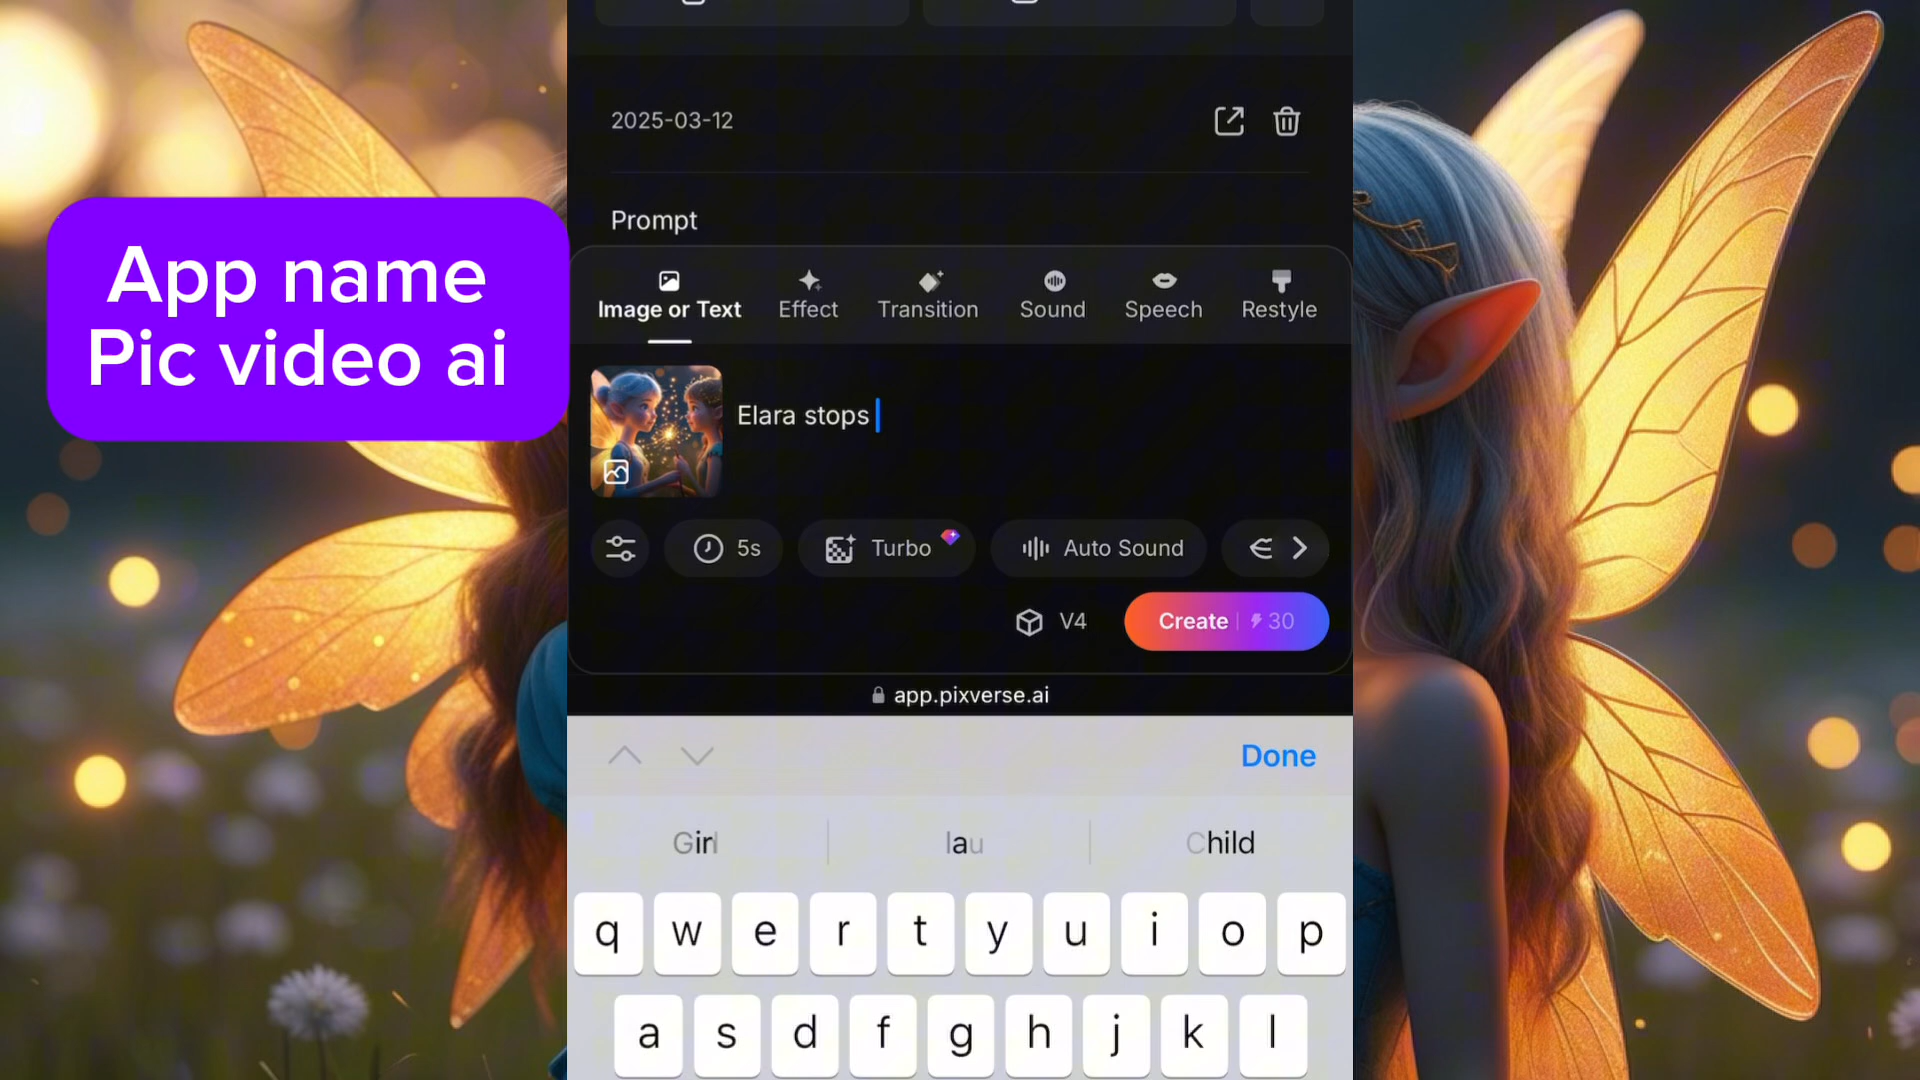 App name
Pic video ai
2025-03-12
Prompt
Image or Text
Effect
Transition
Sound
Speech
Restyle
Elara stops
5s
Turbo
Auto Sound
V4
Create
30
app.pixverse.ai
Done
Girl
lau
Child
q w e r t y u i o p
a s d f g h j k l